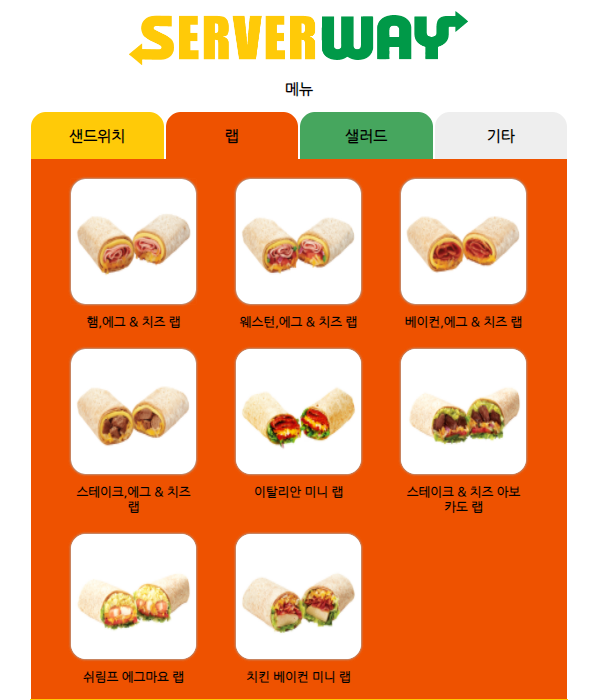 SERVERWAY
메뉴
샌드위치 랩 샐러드 기타
햄,에그 & 치즈 랩 웨스턴,에그 & 치즈 랩 베이컨,에그 & 치즈 랩
스테이크,에그 & 치즈
랩
이탈리안 미니 랩
스테이크 & 치즈 아보
카도 랩
쉬림프 에그마요 랩 치킨 베이컨 미니 랩